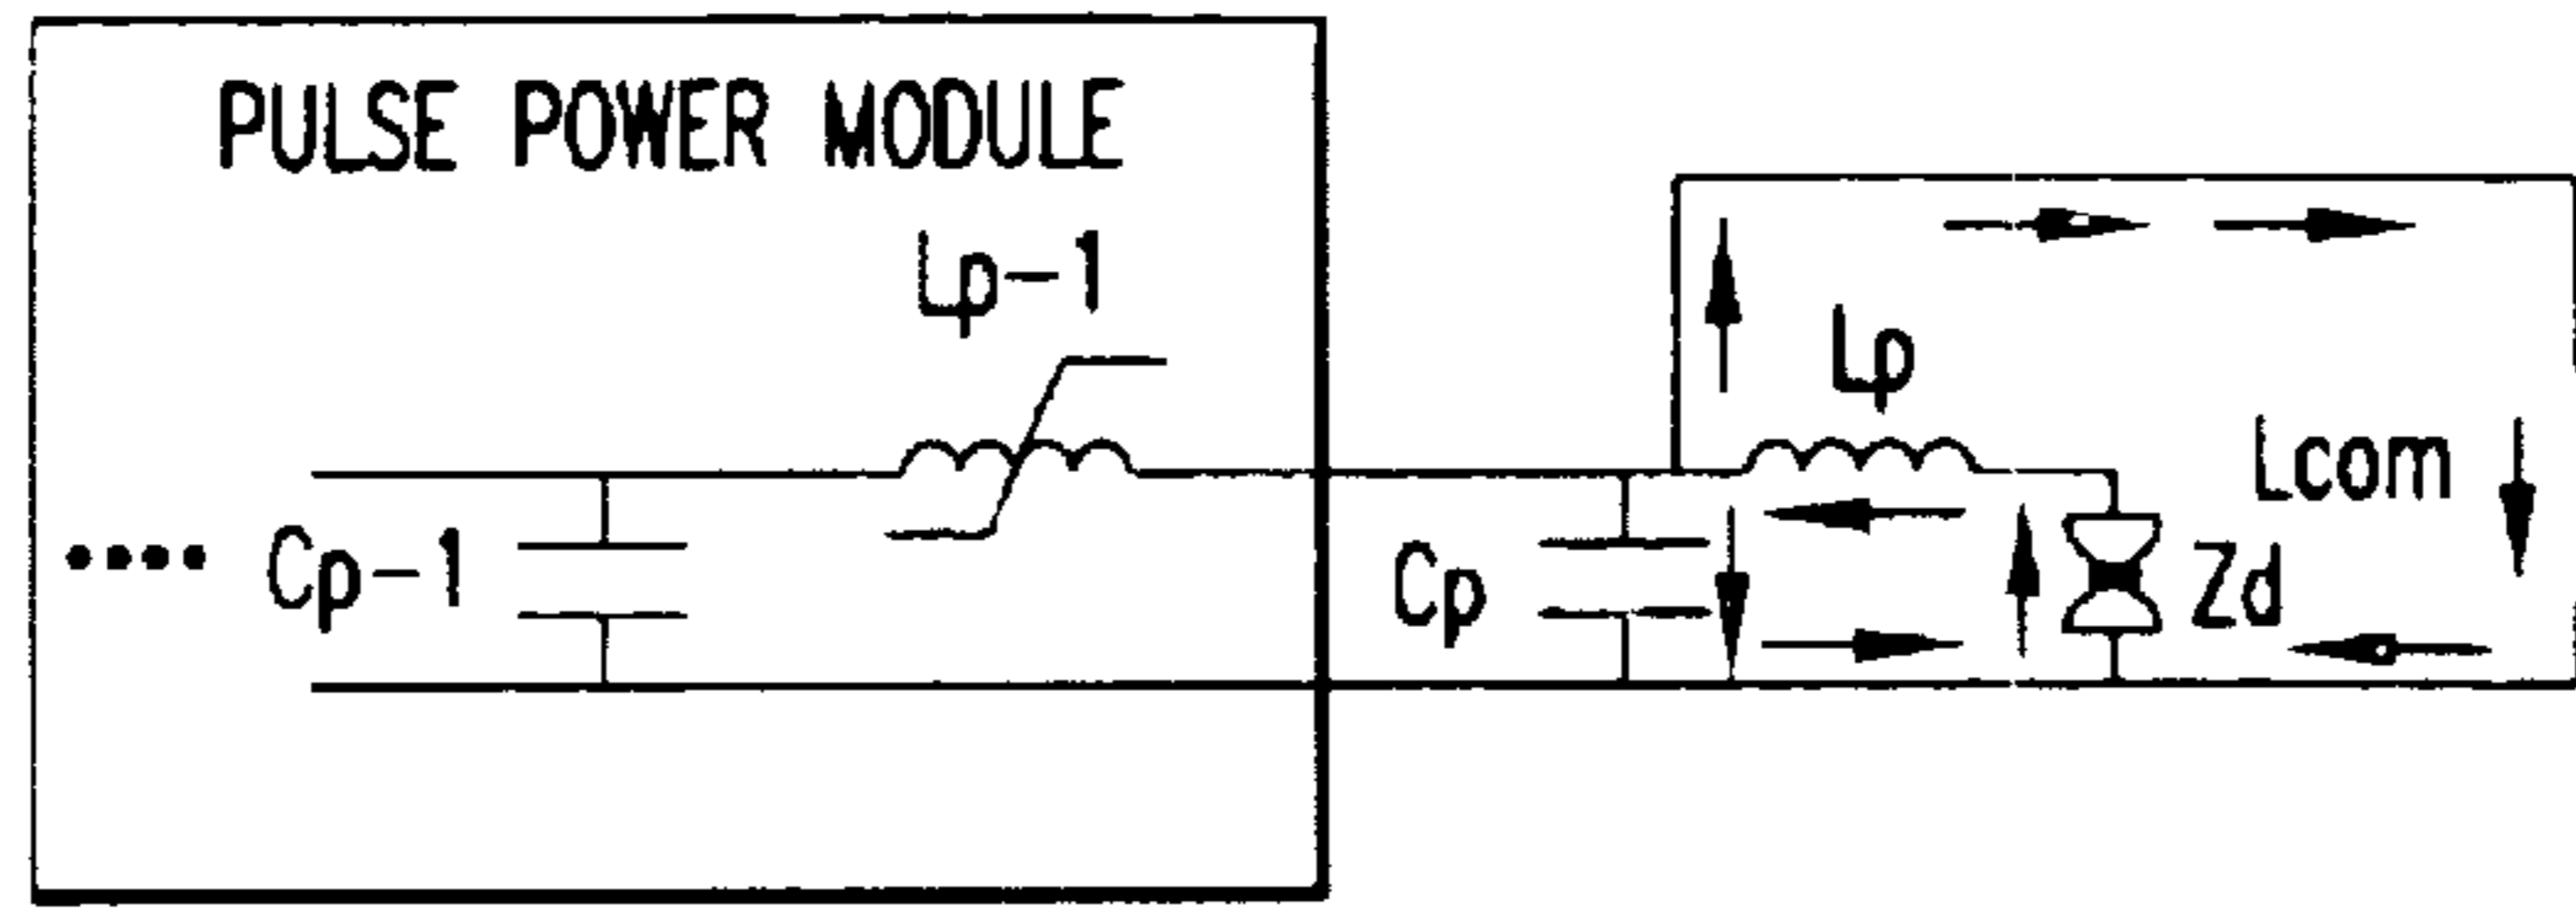 PULSE POWER MODULE
Lp-1
Lp
Lcom
.... Cp-1
Cp
Zd